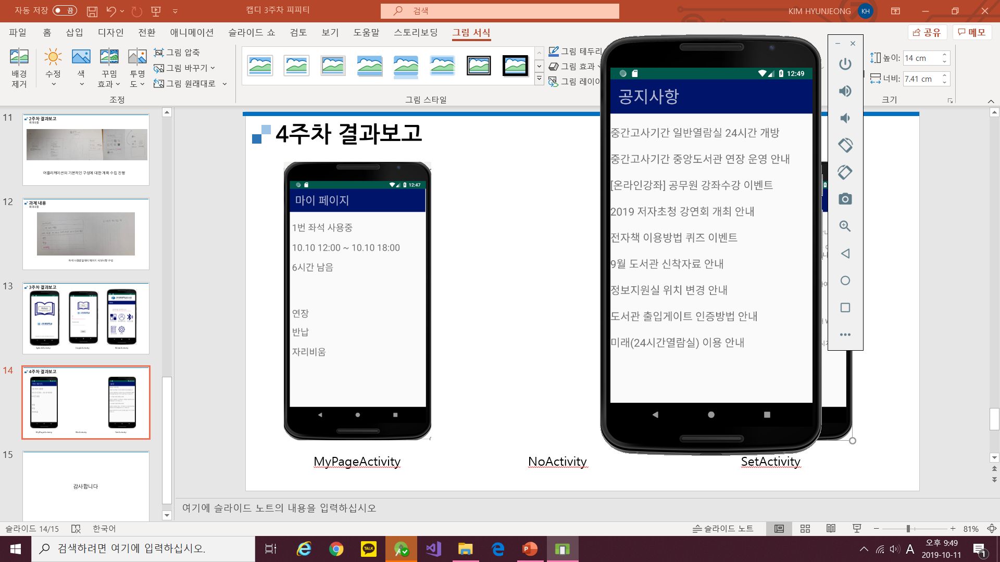 자동 저장 끔
캡디 3주차 피피티
검색
KIM HYUNJEONG KH
파일 홈 삽입 디자인 전환 애니메이션 슬라이드 쇼 검토 보기 도움말 스토리보딩 그림 서식
공유 메모
배경 제거
수정
색
꾸밈 효과
투명도
그림 압축
그림 바꾸기
그림 원래대로
조정
그림 스타일
그림 테두리
그림 효과
그림 레이아
높이: 14 cm
너비: 7.41 cm
크기
11
2주차 결과보고
회의내용
어플리케이션의 기본적인 구성에 대한 계획 수립 진행
12
과제 내용
회의내용
13
3주차 결과보고
SplashActivity LoginActivity MainActivity
14
4주차 결과보고
MyPageActivity NoActivity SetActivity
15
감사합니다
4주차 결과보고
12:47
마이 페이지
1번 좌석 사용중
10.10 12:00 ~ 10.10 18:00
6시간 남음
연장
반납
자리비움
MyPageActivity
NoActivity
SetActivity
12:49
공지사항
중간고사기간 일반열람실 24시간 개방
중간고사기간 중앙도서관 연장 운영 안내
[온라인강좌] 공무원 강좌수강 이벤트
2019 저자초청 강연회 개최 안내
전자책 이용방법 퀴즈 이벤트
9월 도서관 신착자료 안내
정보지원실 위치 변경 안내
도서관 출입게이트 인증방법 안내
미래(24시간열람실) 이용 안내
여기에 슬라이드 노트의 내용을 입력하십시오
슬라이드 14/15 한국어
슬라이드 노트
81%
검색하려면 여기에 입력하십시오.
TALK
A
오후 9:49
2019-10-11
1